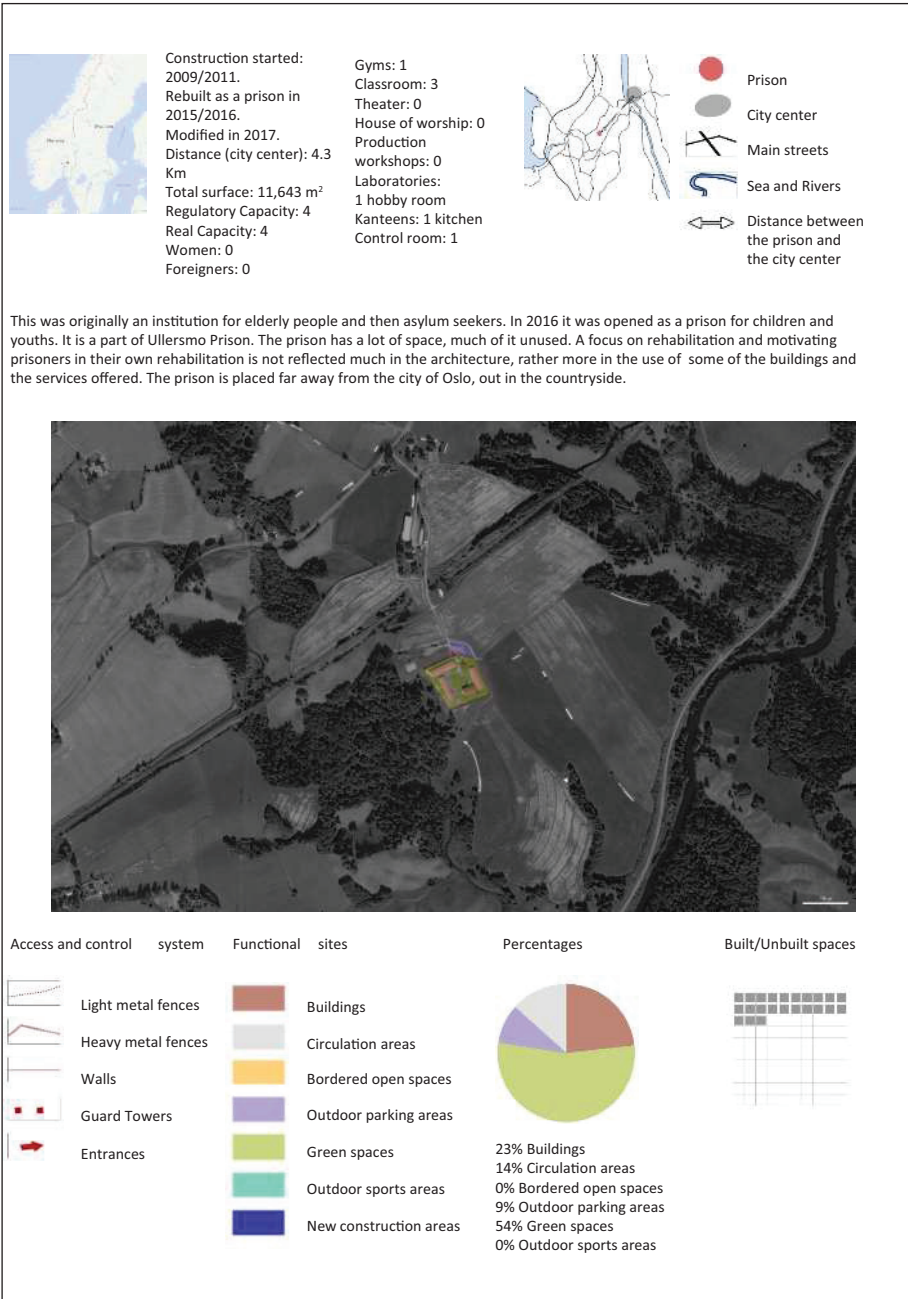 Construction started:
2009/2011.
Rebuilt as a prison in
2015/2016.
Modified in 2017.
Distance (city center): 4.3
Km
Total surface: 11,643 m²
Regulatory Capacity: 4
Real Capacity: 4
Women: 0
Foreigners: 0
Gyms: 1
Classroom: 3
Theater: 0
House of worship: 0
Production
workshops: 0
Laboratories:
1 hobby room
Kanteens: 1 kitchen
Control room: 1
Prison
City center
Main streets
Sea and Rivers
Distance between
the prison and
the city center
This was originally an institution for elderly people and then asylum seekers. In 2016 it was opened as a prison for children and
youths. It is a part of Ullersmo Prison. The prison has a lot of space, much of it unused. A focus on rehabilitation and motivating
prisoners in their own rehabilitation is not reflected much in the architecture, rather more in the use of some of the buildings and
the services offered. The prison is placed far away from the city of Oslo, out in the countryside.
Access and control system
Light metal fences
Heavy metal fences
Walls
Guard Towers
Entrances
Functional sites
Buildings
Circulation areas
Bordered open spaces
Outdoor parking areas
Green spaces
Outdoor sports areas
New construction areas
Percentages
23% Buildings
14% Circulation areas
0% Bordered open spaces
9% Outdoor parking areas
54% Green spaces
0% Outdoor sports areas
Built/Unbuilt spaces